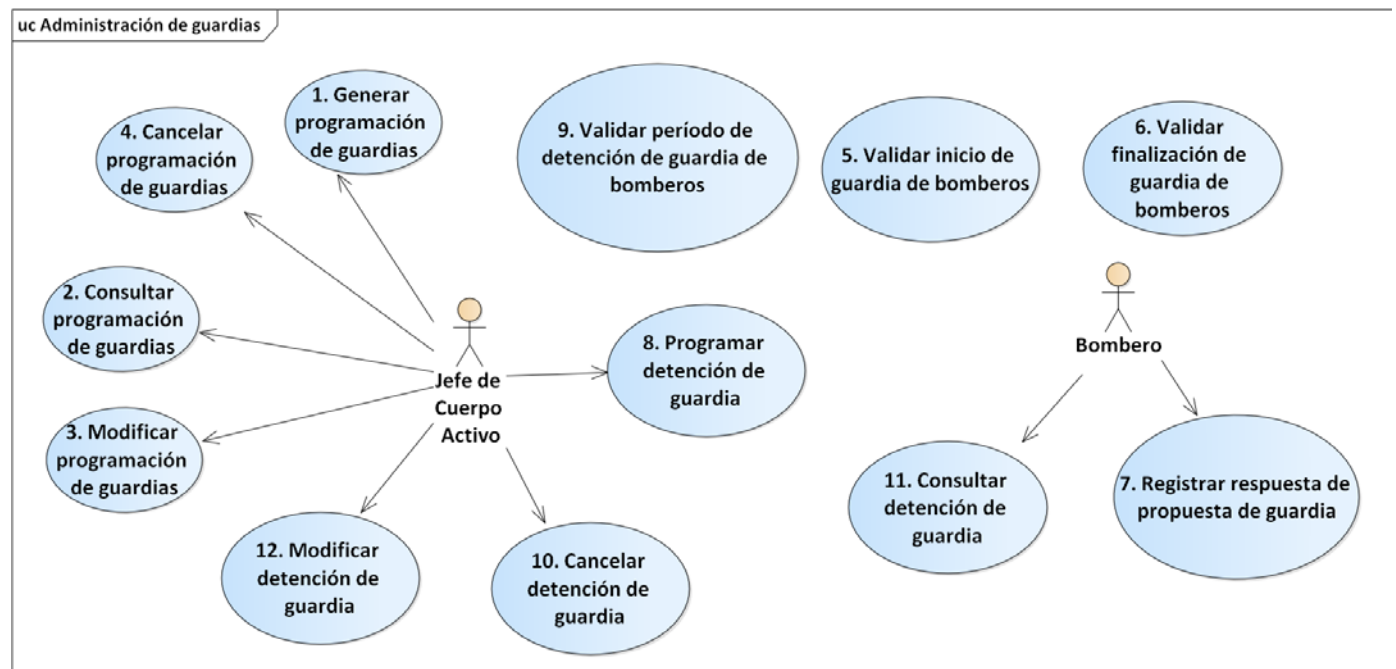 uc Administración de guardias
1. Generar
programación
de guardias
4. Cancelar
programación
de guardias
9. Validar período de
detención de guardia de
bomberos
5. Validar inicio de
guardia de bomberos
6. Validar
finalización de
guardia de
bomberos
2. Consultar
programación
de guardias
8. Programar
detención de
guardia
Bombero
Jefe de
Cuerpo
Activo
3. Modificar
programación
de guardias
11. Consultar
detención de
guardia
7. Registrar respuesta de
propuesta de guardia
12. Modificar
detención de
guardia
10. Cancelar
detención de
guardia